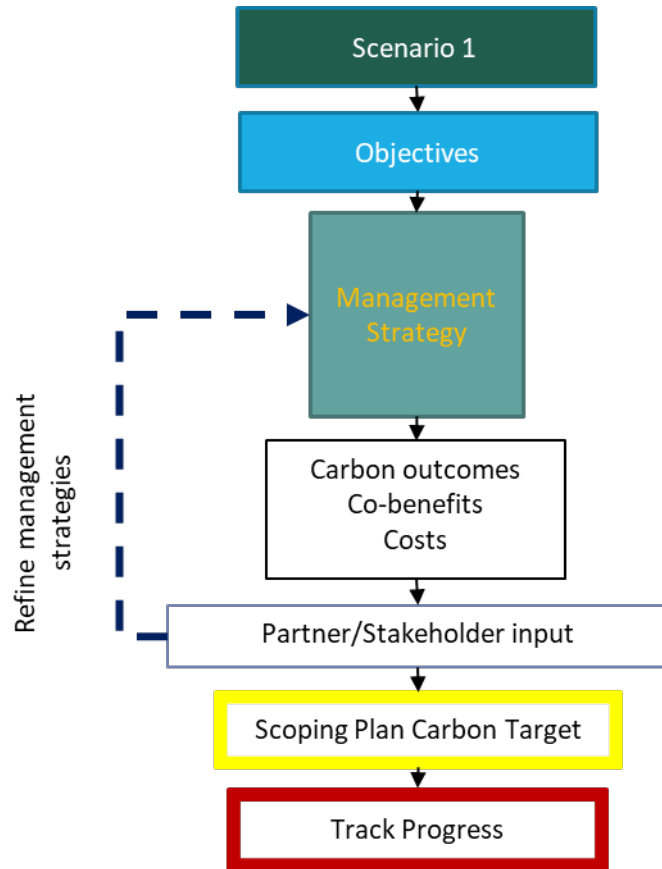 Scenario 1
Objectives
Management
Strategy
Carbon outcomes
Co-benefits
Costs
Refine management
strategies
Partner/Stakeholder input
Scoping Plan Carbon Target
Track Progress